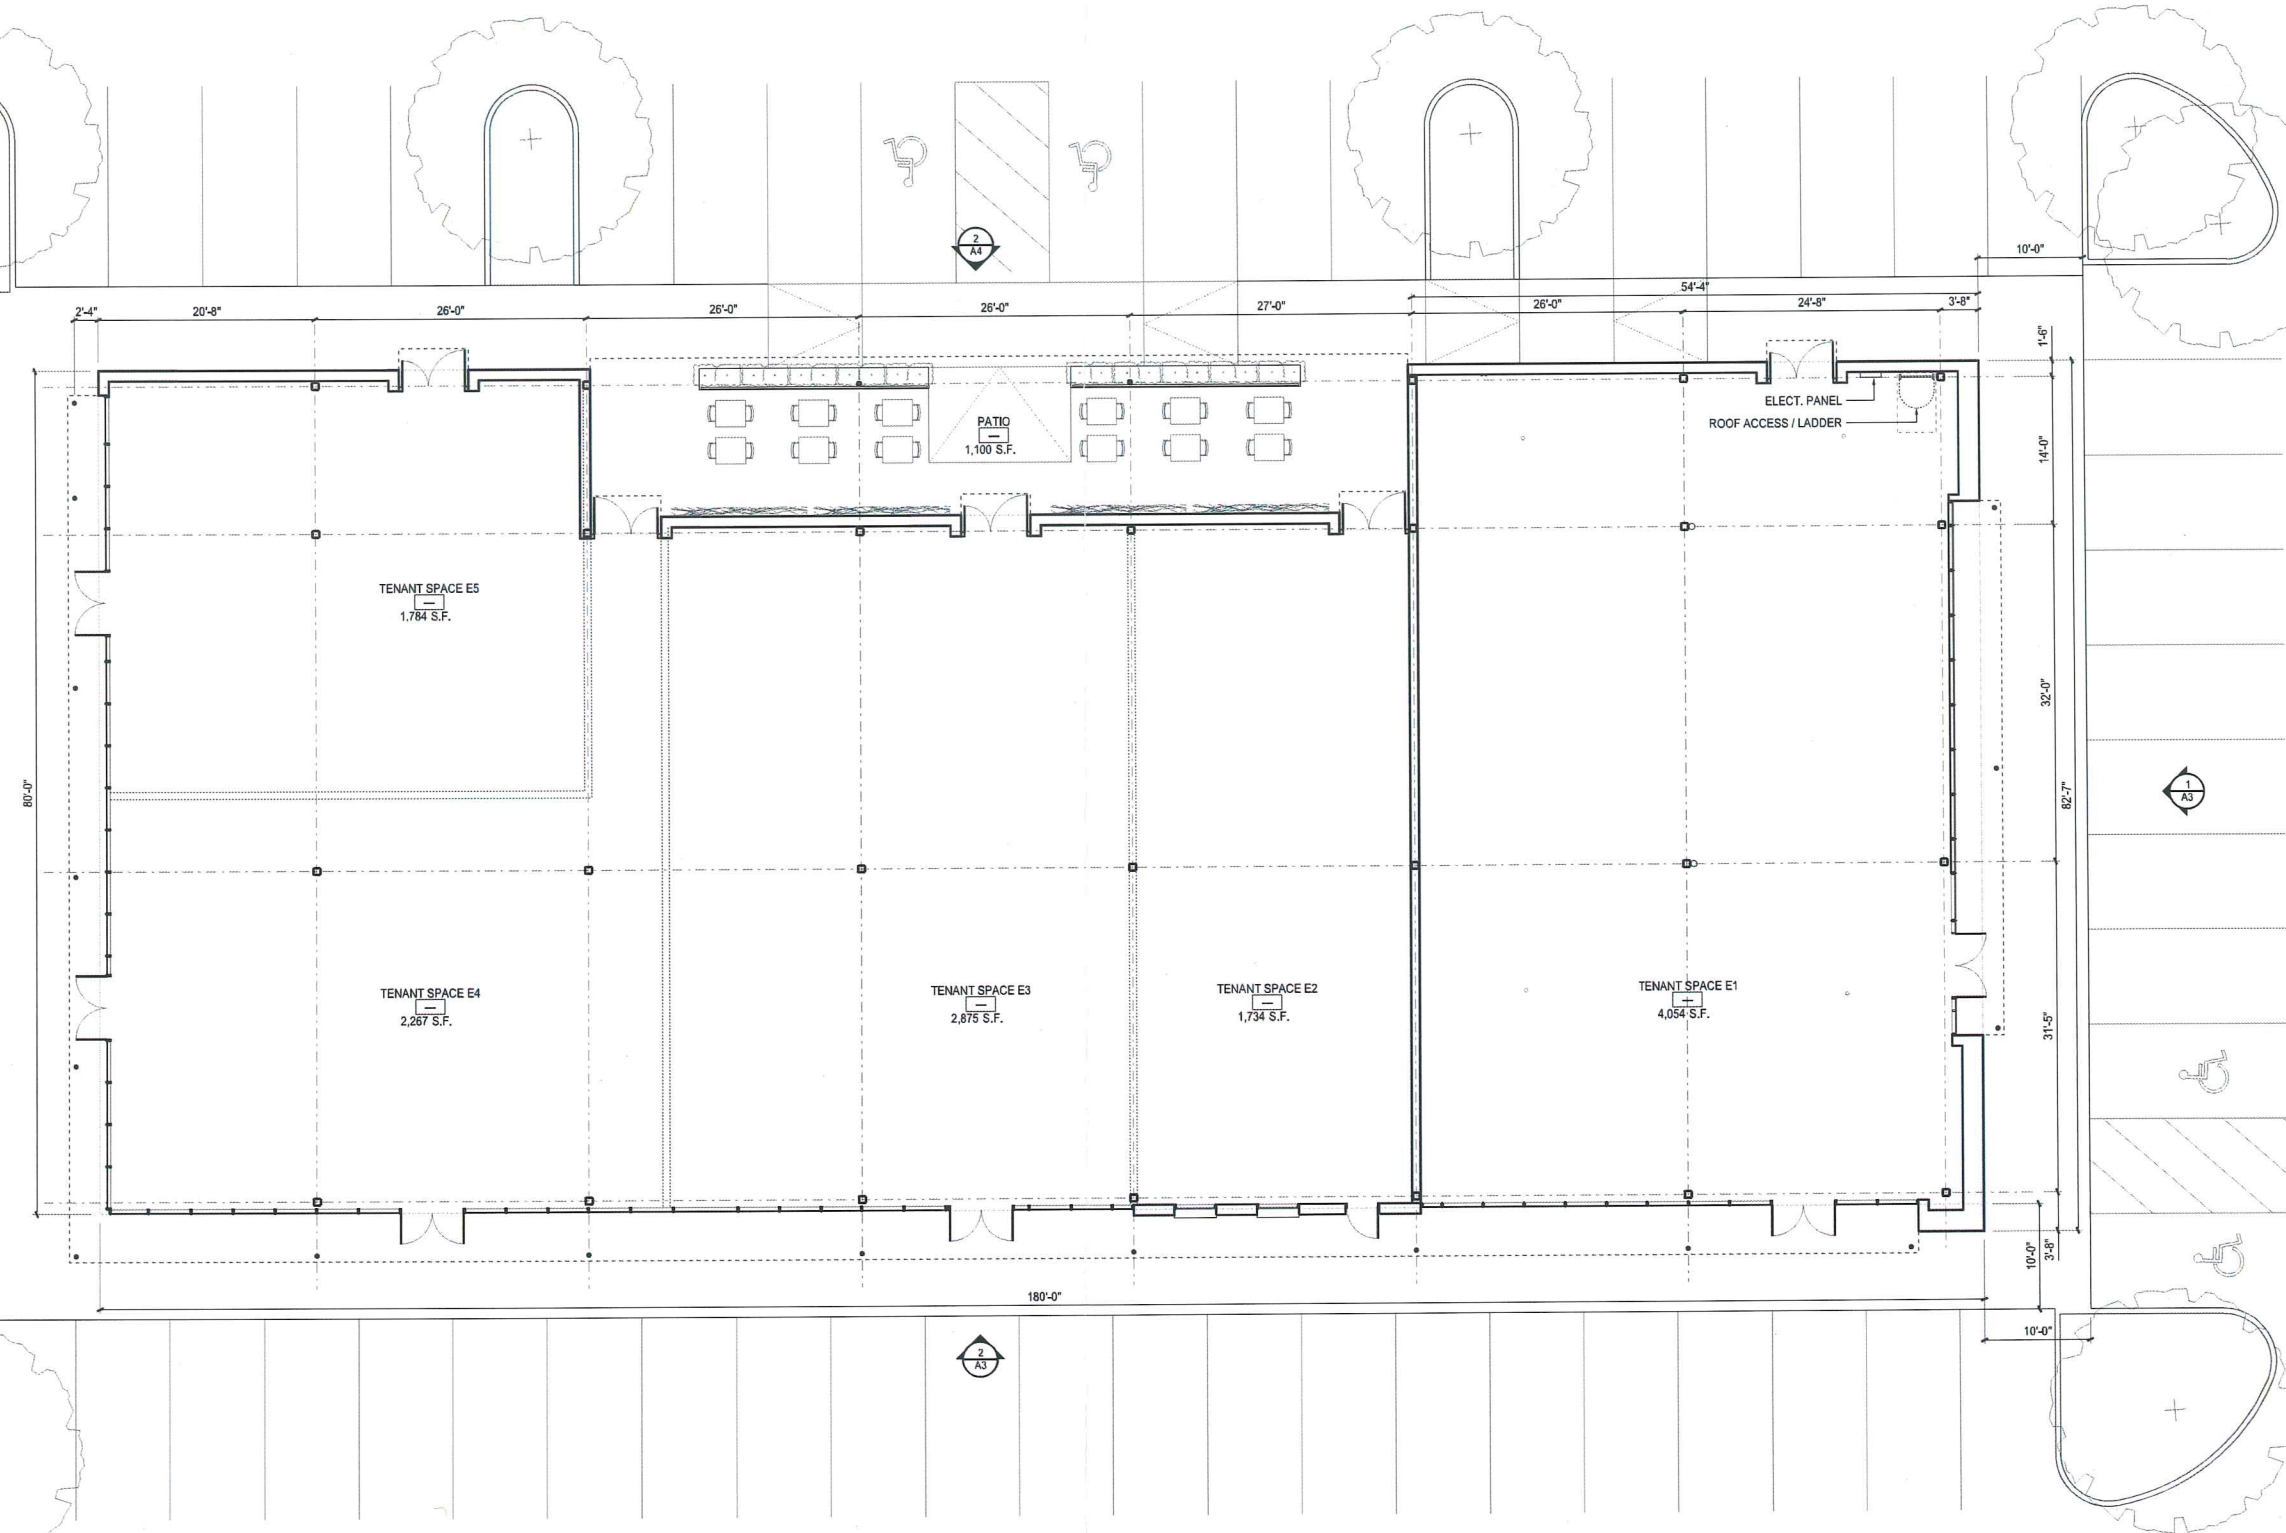 2
A4
10'-0"
54'-4"
2'-4"
20'-8"
26'-0"
26'-0"
26'-0"
27'-0"
26'-0"
24'-8"
3'-8"
1'-6"
ELECT. PANEL
ROOF ACCESS / LADDER
PATIO
1,100 S.F.
14'-0"
TENANT SPACE E5
1,784 S.F.
32'-0"
80'-0"
82'-7"
1
A3
TENANT SPACE E4
2,267 S.F.
TENANT SPACE E3
2,875 S.F.
TENANT SPACE E2
1,734 S.F.
TENANT SPACE E1
4,054 S.F.
31'-5"
10'-0"
3'-8"
180'-0"
10'-0"
2
A3